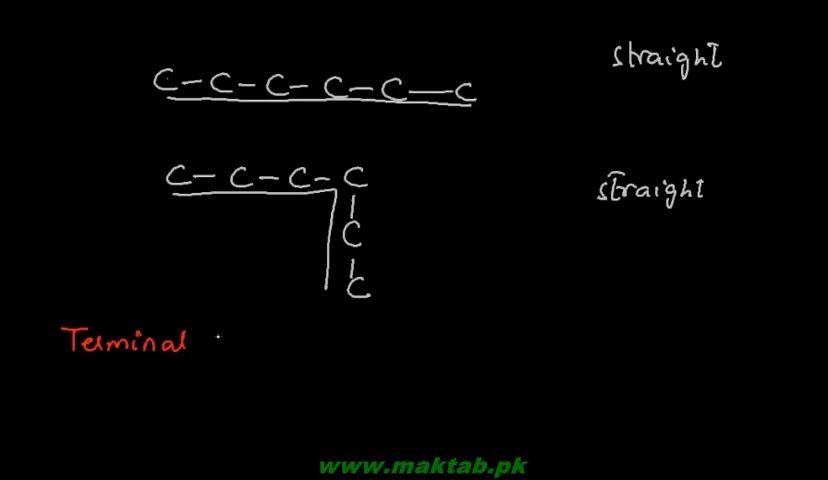 C - C - C - C - C - C
straight
C - C - C - C
straight
C
C
Terminal
www.maktab.pk